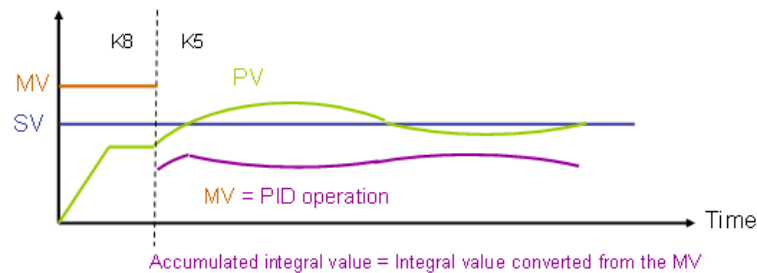 K8 K5
MV
PV
SV
MV = PID operation
Time
Accumulated integral value = Integral value converted from the MV